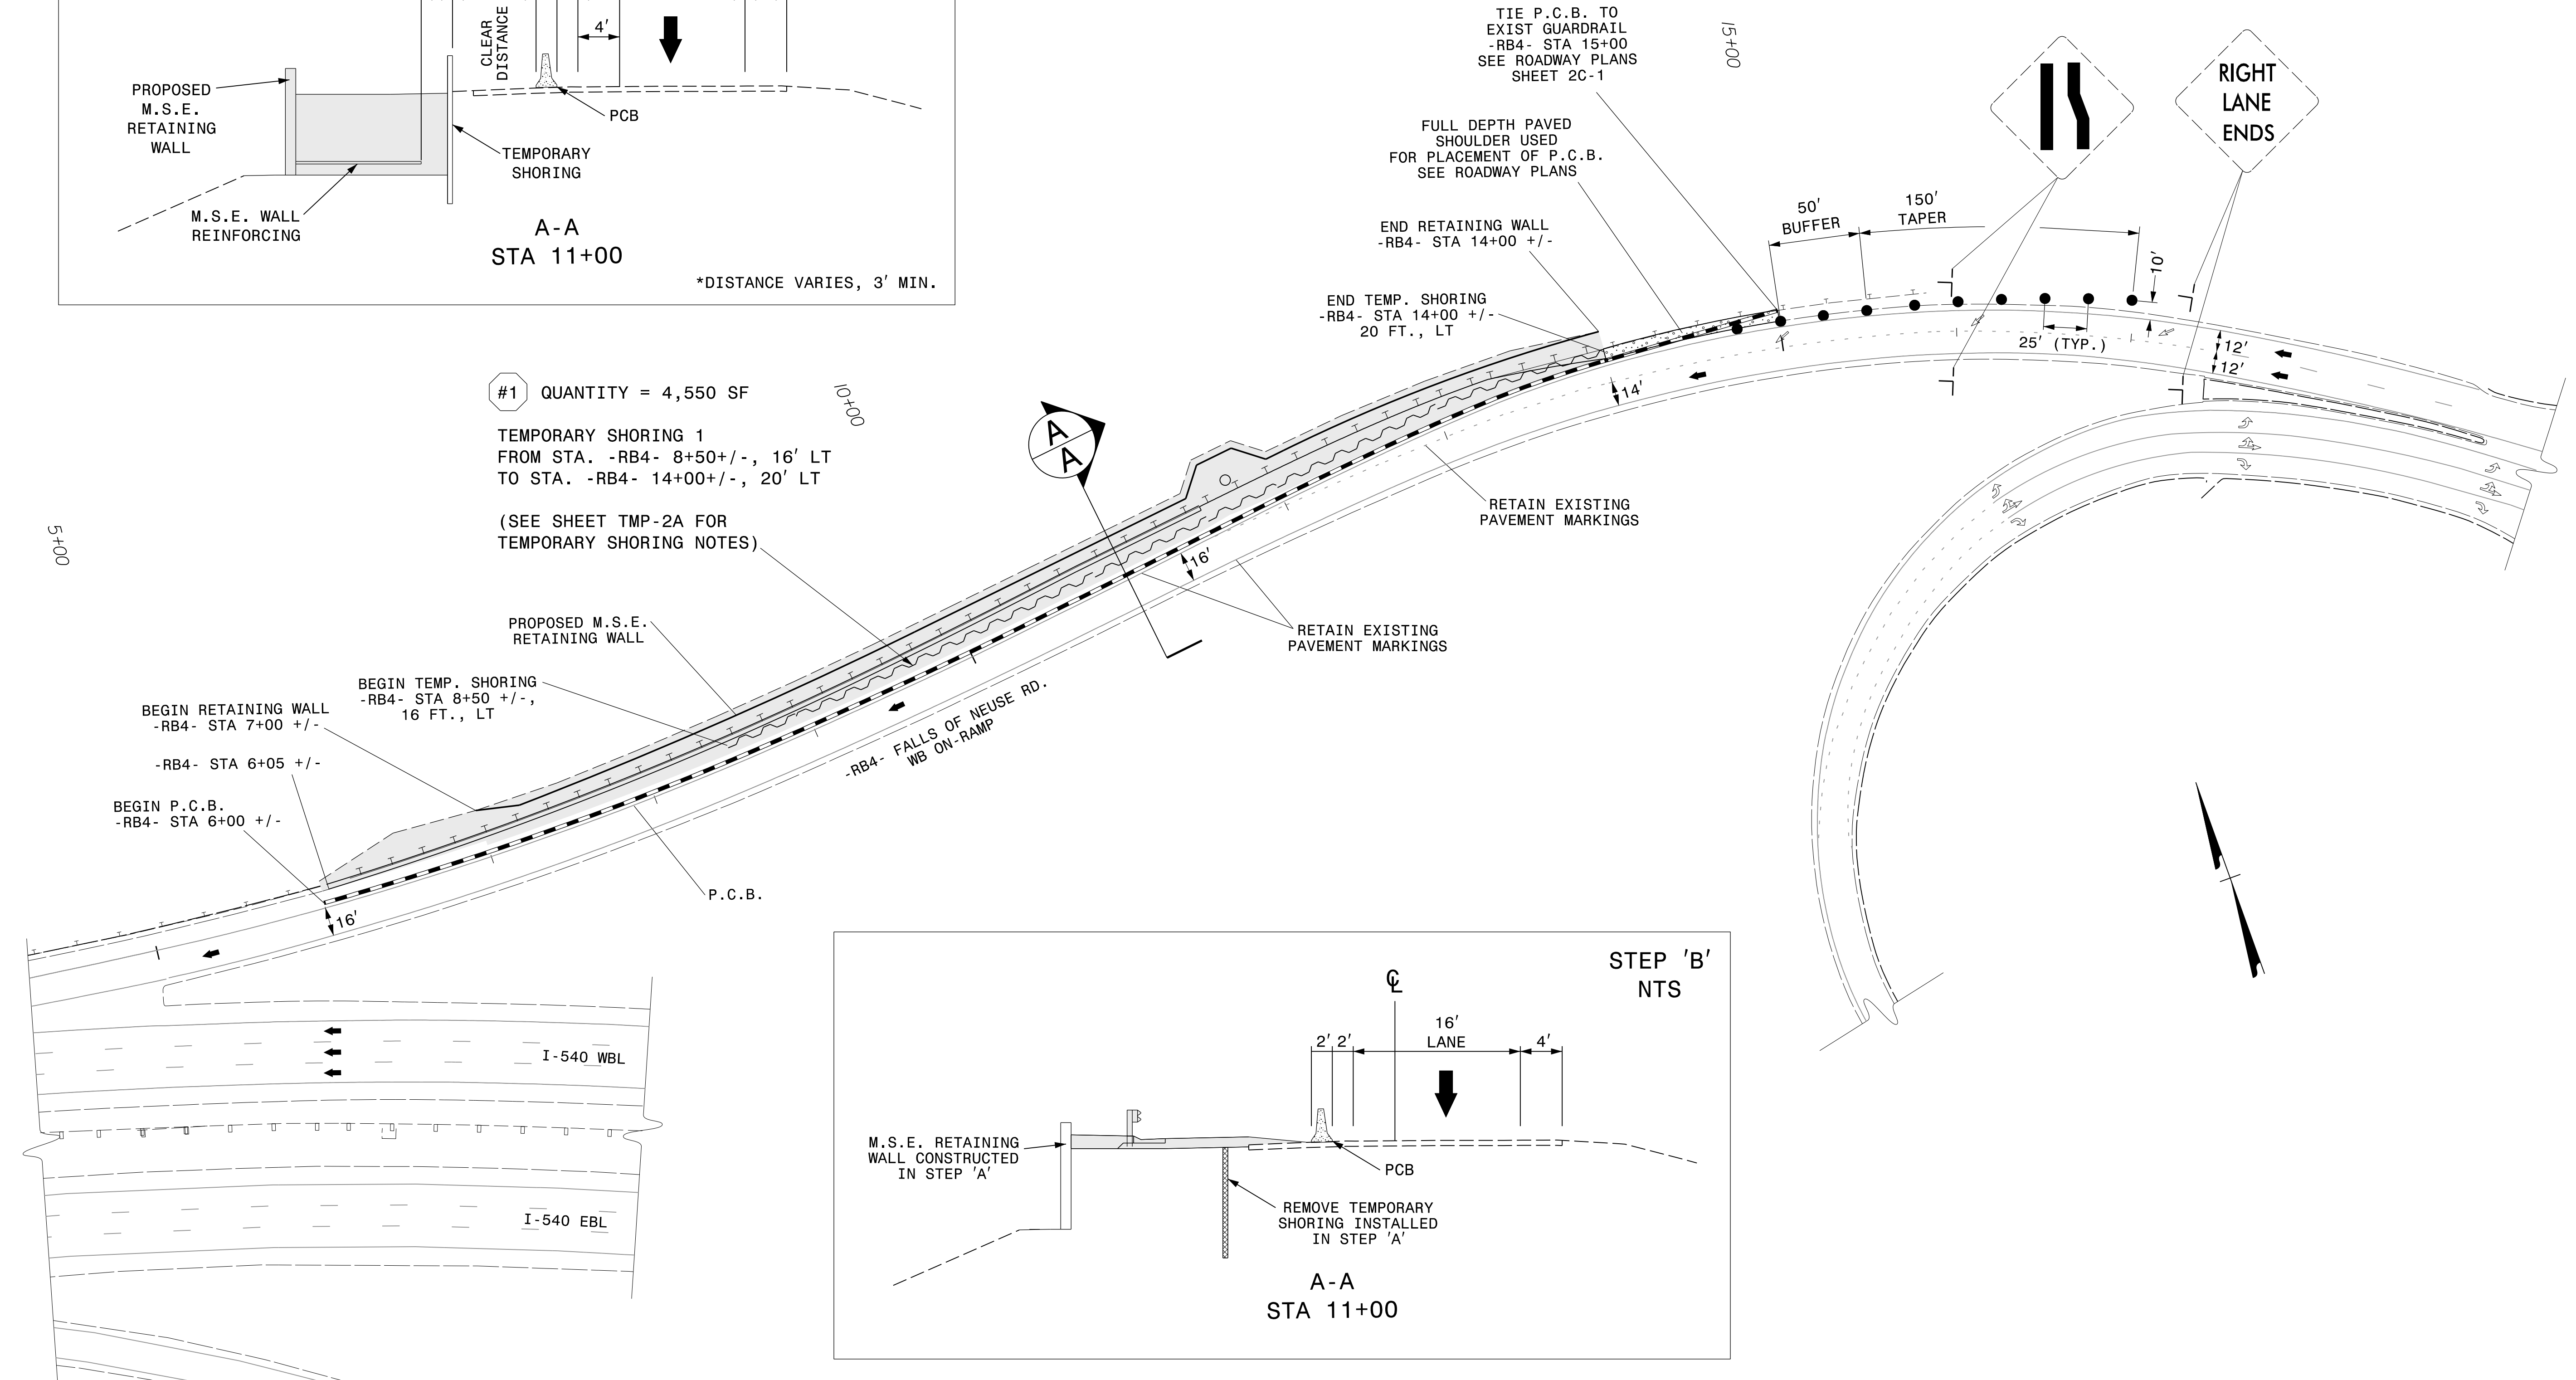 CLEAR
DISTANCE
4'
PROPOSED
M.S.E.
RETAINING
WALL
PCB
TEMPORARY
SHORING
M.S.E. WALL
REINFORCING
A-A
STA 11+00
*DISTANCE VARIES, 3' MIN.
TIE P.C.B. TO
EXIST GUARDRAIL
-RB4- STA 15+00
SEE ROADWAY PLANS
SHEET 2C-1
15+00
RIGHT
LANE
ENDS
FULL DEPTH PAVED
SHOULDER USED
FOR PLACEMENT OF P.C.B.
SEE ROADWAY PLANS
50'
BUFFER
150'
TAPER
END RETAINING WALL
-RB4- STA 14+00 +/-
10'
END TEMP. SHORING
-RB4- STA 14+00 +/-
20 FT., LT
25' (TYP.)
12'
12'
14'
#1 QUANTITY = 4,550 SF
10+00
TEMPORARY SHORING 1
FROM STA. -RB4- 8+50+/-, 16' LT
TO STA. -RB4- 14+00+/-, 20' LT
(SEE SHEET TMP-2A FOR
TEMPORARY SHORING NOTES)
A
A
5+00
RETAIN EXISTING
PAVEMENT MARKINGS
16'
RETAIN EXISTING
PAVEMENT MARKINGS
PROPOSED M.S.E.
RETAINING WALL
BEGIN TEMP. SHORING
-RB4- STA 8+50 +/-,
16 FT., LT
BEGIN RETAINING WALL
-RB4- STA 7+00 +/-
-RB4- FALLS OF NEUSE RD.
WB ON-RAMP
-RB4- STA 6+05 +/-
BEGIN P.C.B.
-RB4- STA 6+00 +/-
P.C.B.
16'
I-540 WBL
I-540 EBL
STEP 'B'
NTS
CL
16'
LANE
2' 2'
4'
M.S.E. RETAINING
WALL CONSTRUCTED
IN STEP 'A'
PCB
REMOVE TEMPORARY
SHORING INSTALLED
IN STEP 'A'
A-A
STA 11+00